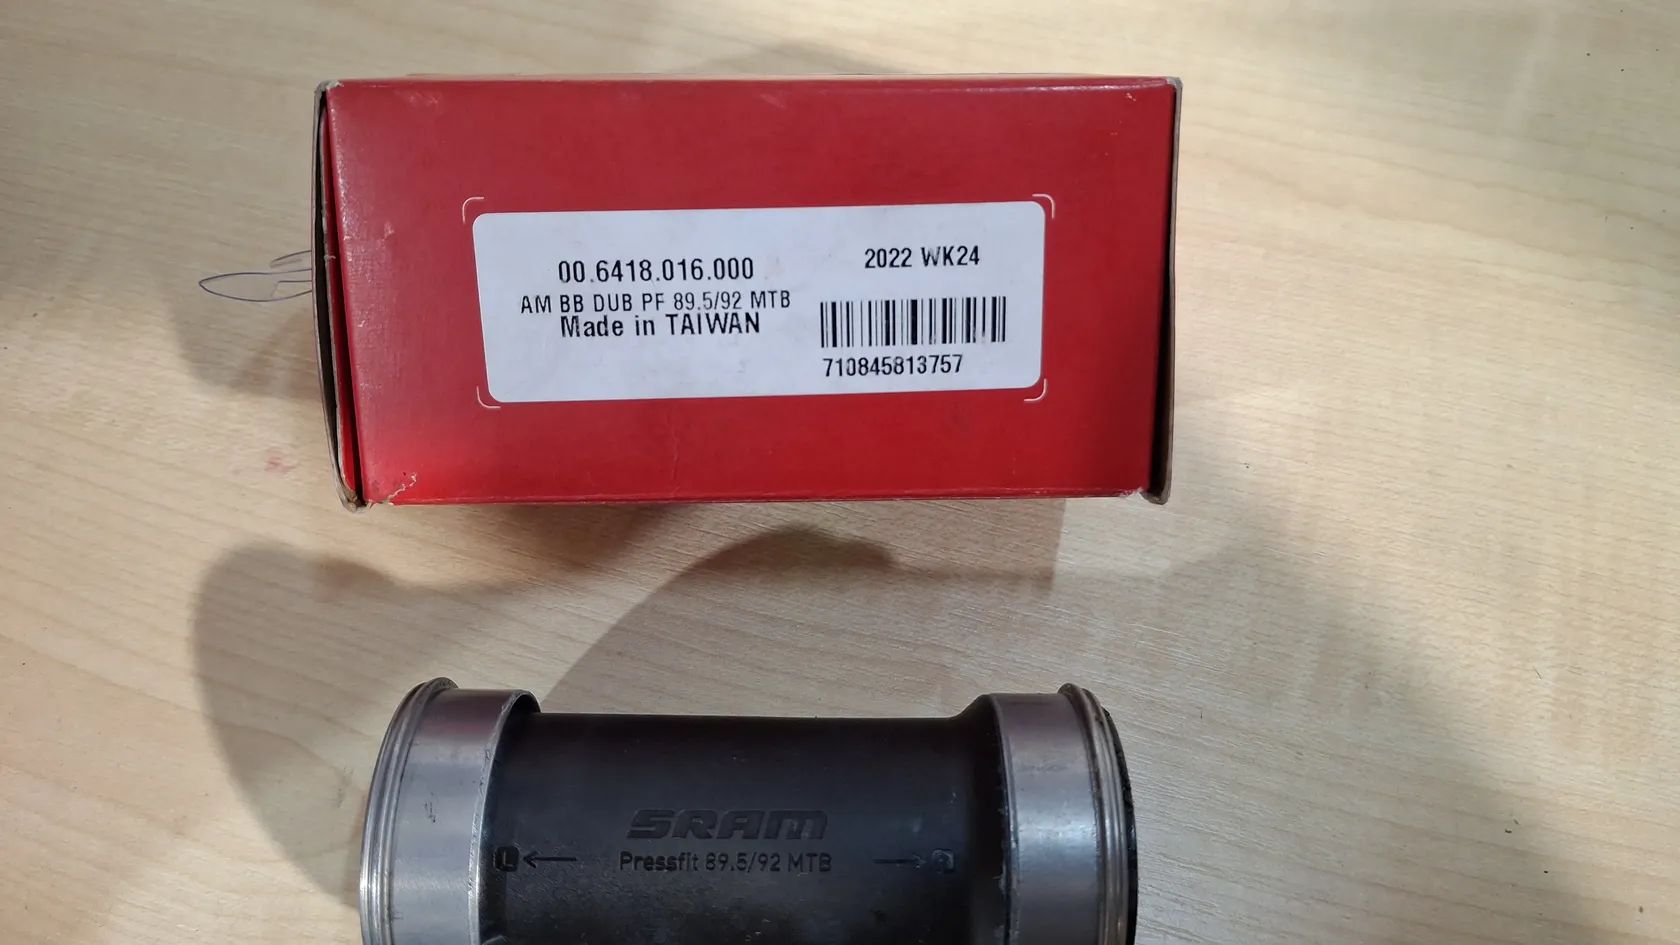 00.6418.016.000
AM BB DUB PF 89.5/92 MTB
Made in TAIWAN
2022 WK24
710845813757
SRAM
L ← Pressfit 89.5/92 MTB → R